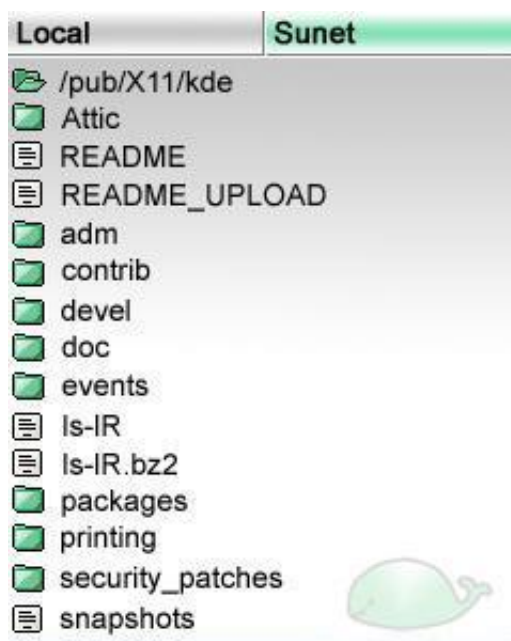 Local Sunet
/pub/X11/kde
Attic
README
README_UPLOAD
adm
contrib
devel
doc
events
ls-lR
ls-lR.bz2
packages
printing
security_patches
snapshots